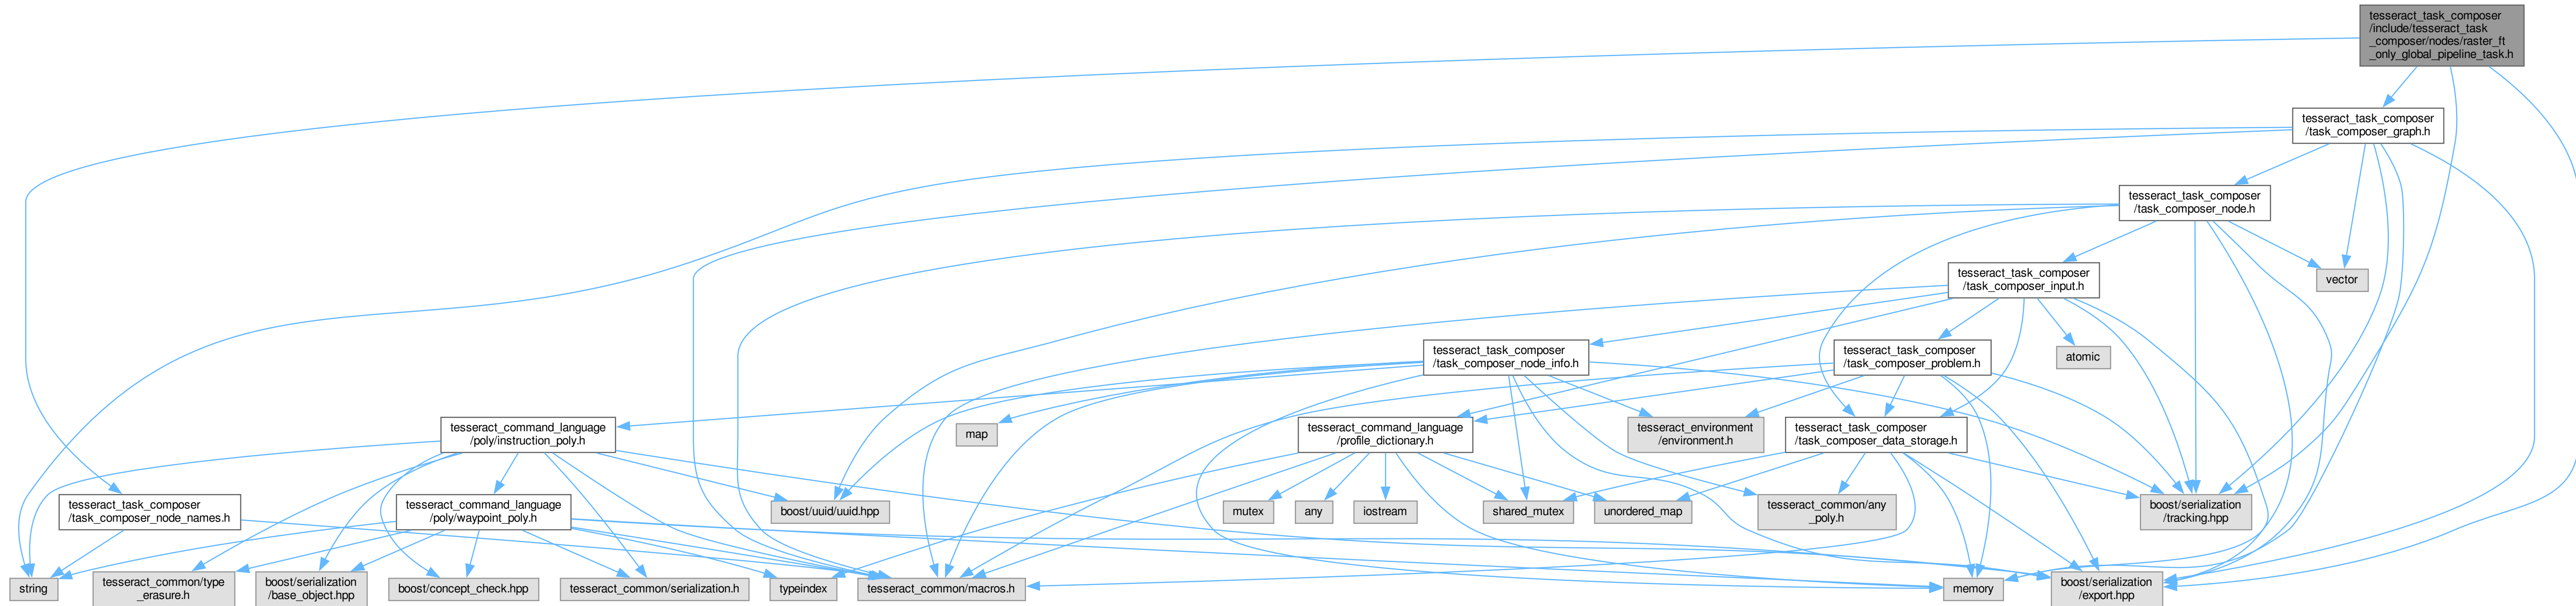 tesseract_task_composer
/include/tesseract_task
_composer/nodes/raster_ft
_only_global_pipeline_task.h
tesseract_task_composer
/task_composer_graph.h
tesseract_task_composer
/task_composer_node.h
tesseract_task_composer
/task_composer_input.h
vector
tesseract_task_composer
/task_composer_node_info.h
tesseract_task_composer
/task_composer_problem.h
atomic
tesseract_command_language
/poly/instruction_poly.h
map
tesseract_command_language
/profile_dictionary.h
tesseract_environment
/environment.h
tesseract_task_composer
/task_composer_data_storage.h
tesseract_task_composer
/task_composer_node_names.h
tesseract_command_language
/poly/waypoint_poly.h
boost/uuid/uuid.hpp
mutex
any
iostream
shared_mutex
unordered_map
tesseract_common/any
_poly.h
boost/serialization
/tracking.hpp
string
tesseract_common/type
_erasure.h
boost/serialization
/base_object.hpp
boost/concept_check.hpp
tesseract_common/serialization.h
typeindex
tesseract_common/macros.h
memory
boost/serialization
/export.hpp